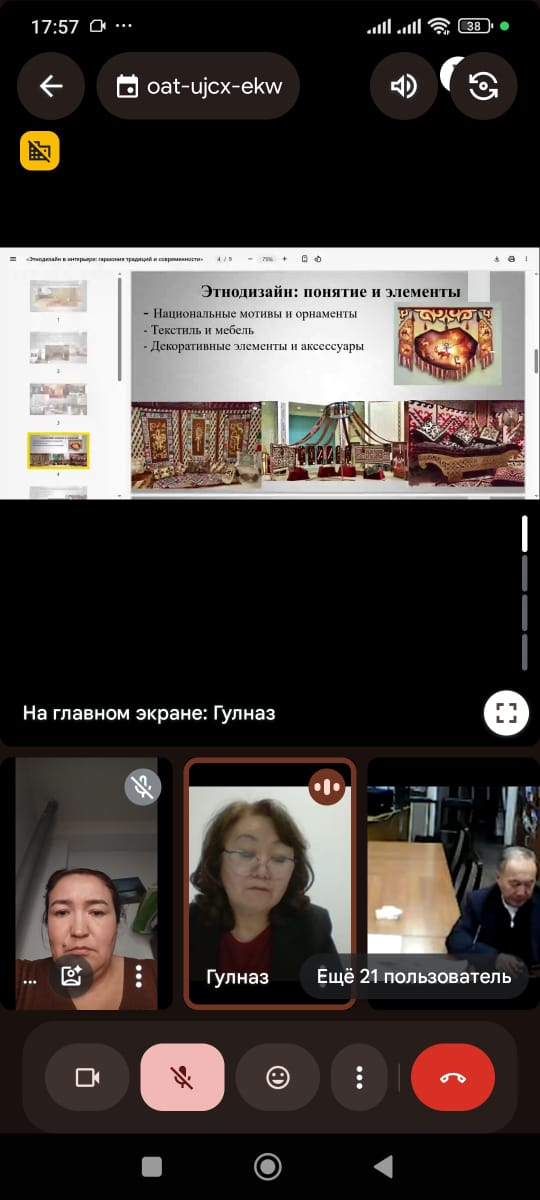 17:57
38
oat-ujcx-ekw
«Этнодизайн в интерьере: гармония традиций и современности»
4 / 9
75%
1
2
3
4
Этнодизайн: понятие и элементы
- Национальные мотивы и орнаменты
- Текстиль и мебель
- Декоративные элементы и аксессуары
На главном экране: Гулназ
...
Гулназ
Ещё 21 пользователь